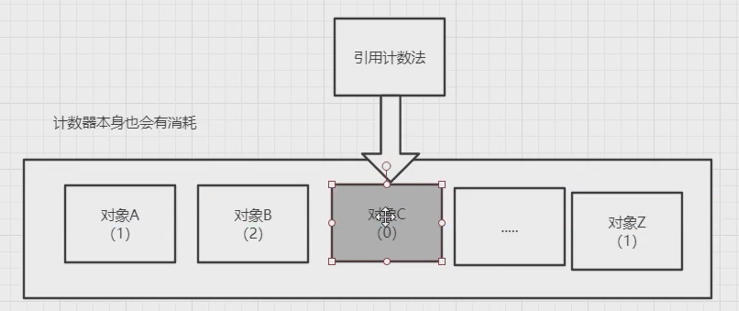 引用计数法
计数器本身也会有消耗
对象A
（1）
对象B
（2）
对象C
（0）
.....
对象Z
（1）